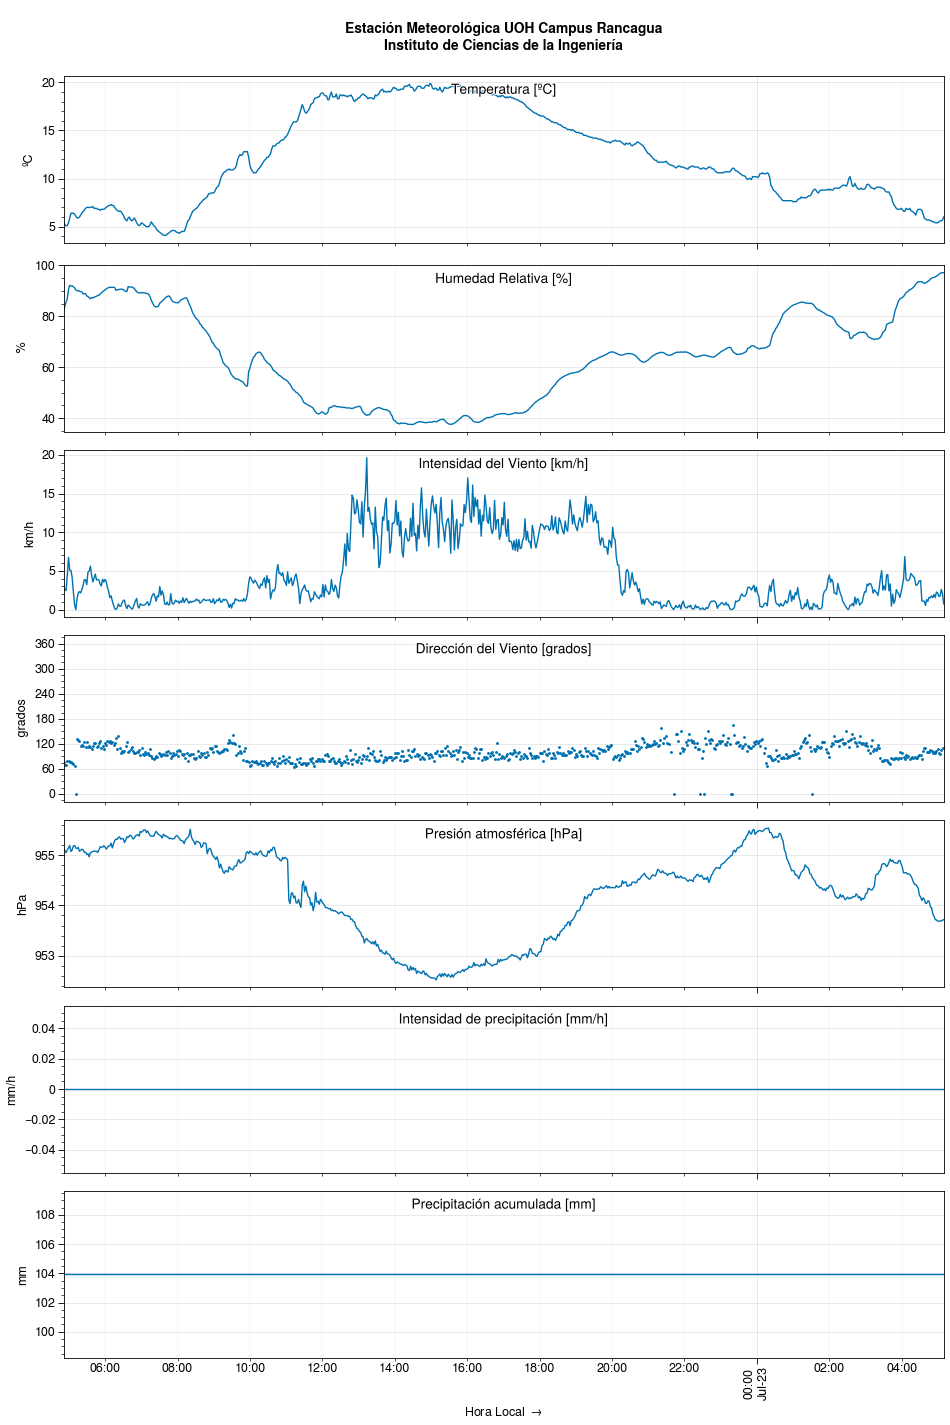 Estación Meteorológica UOH Campus Rancagua
Instituto de Ciencias de la Ingeniería
Temperatura [ºC]
ºC
20
15
10
5
Humedad Relativa [%]
%
100
80
60
40
Intensidad del Viento [km/h]
km/h
20
15
10
5
0
Dirección del Viento [grados]
grados
360
300
240
180
120
60
0
Presión atmosférica [hPa]
hPa
955
954
953
Intensidad de precipitación [mm/h]
mm/h
0.04
0.02
0
−0.02
−0.04
Precipitación acumulada [mm]
mm
108
106
104
102
100
06:00 08:00 10:00 12:00 14:00 16:00 18:00 20:00 22:00 00:00 02:00 04:00
Jul-23
Hora Local →